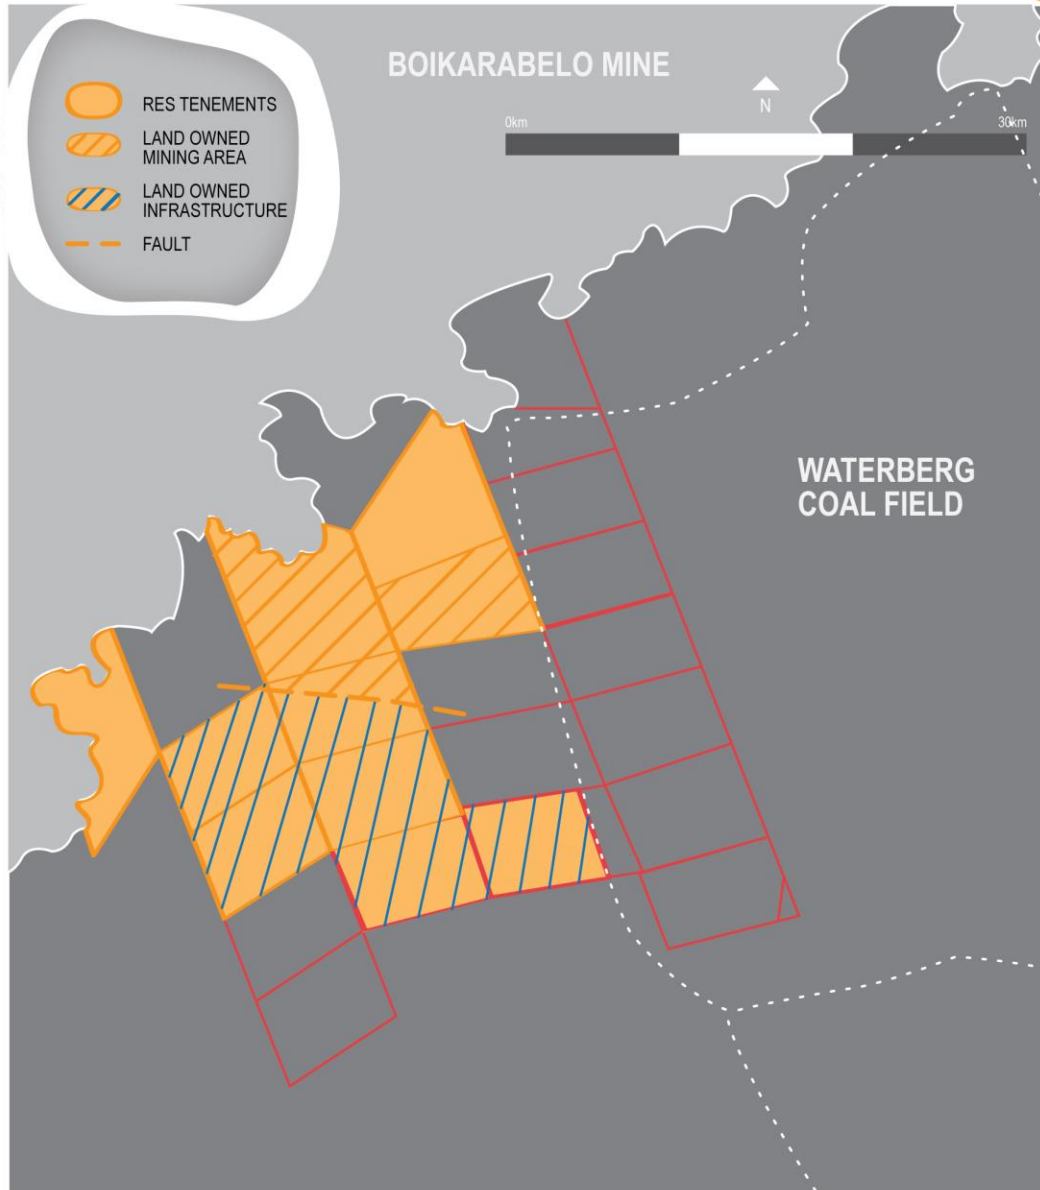 BOIKARABELO MINE
N
0km
30km
RES TENEMENTS
LAND OWNED
MINING AREA
LAND OWNED
INFRASTRUCTURE
FAULT
WATERBERG
COAL FIELD